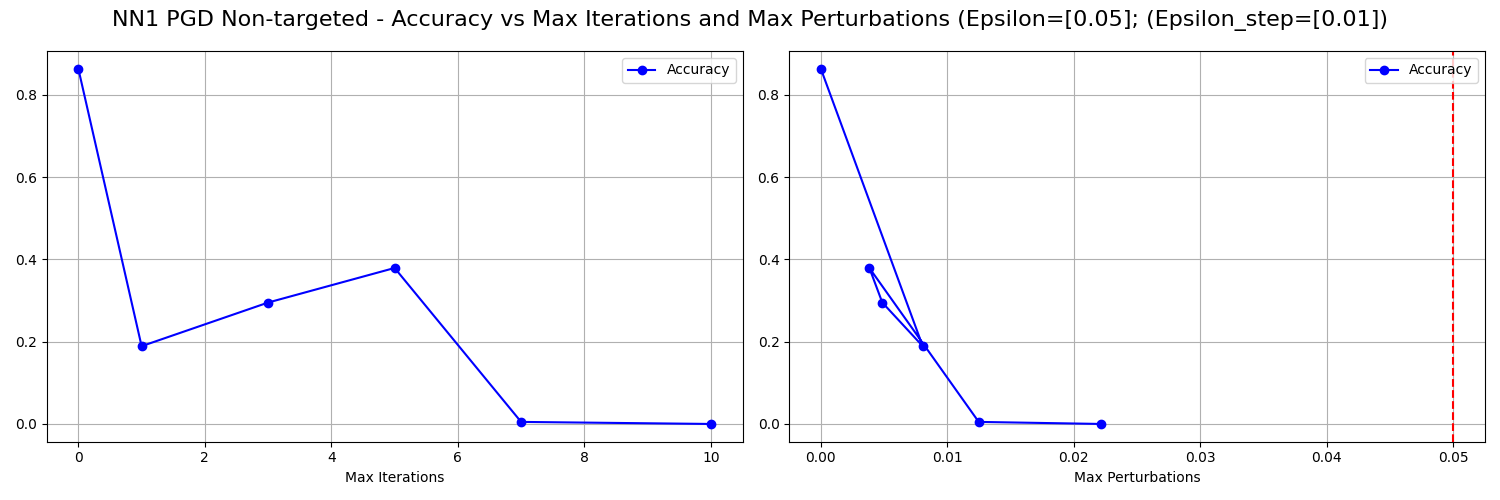 NN1 PGD Non-targeted - Accuracy vs Max Iterations and Max Perturbations (Epsilon=[0.05]; (Epsilon_step=[0.01])
Accuracy
0.8
0.6
0.4
0.2
0.0
0 2 4 6 8 10
Max Iterations
Accuracy
0.8
0.6
0.4
0.2
0.0
0.00 0.01 0.02 0.03 0.04 0.05
Max Perturbations